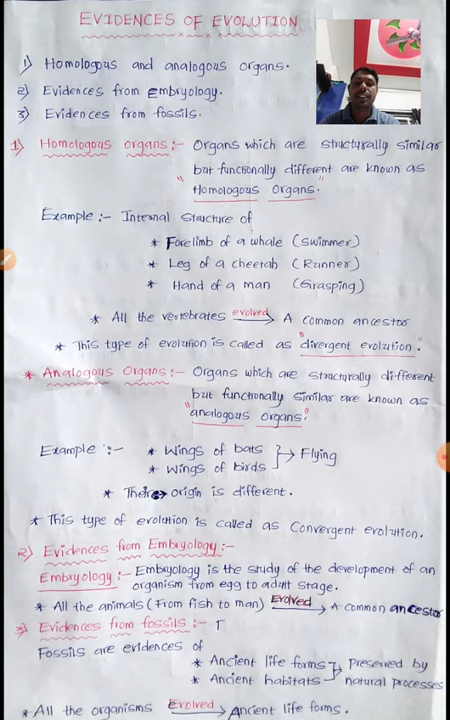 EVIDENCES OF EVOLUTION
1) Homologous and analogous organs.
2) Evidences from embryology.
3) Evidences from fossils.
1) Homologous organs:- Organs which are structurally similar
but functionally different are known as
"Homologous Organs."
Example:- Internal Structure of
* Forelimb of a whale (Swimmer)
* Leg of a cheetah (Runner)
* Hand of a man (Grasping)
* All the vertebrates evolved → A common ancestor
* This type of evolution is called as "divergent evolution".
* Analogous Organs:- Organs which are structurally different
but functionally similar are known as
"analogous organs."
Example:- * Wings of bats
* Wings of birds } → Flying
* Their origin is different.
* This type of evolution is called as Convergent evolution.
2) Evidences from Embryology:-
Embryology:- Embryology is the study of the development of an
organism from egg to adult stage.
* All the animals (From fish to man) Evolved → A common ancestor
3) Evidences from fossils:-
Fossils are evidences of
* Ancient life forms } → Preserved by
* Ancient habitats } natural processes
* All the organisms Evolved → Ancient life forms.